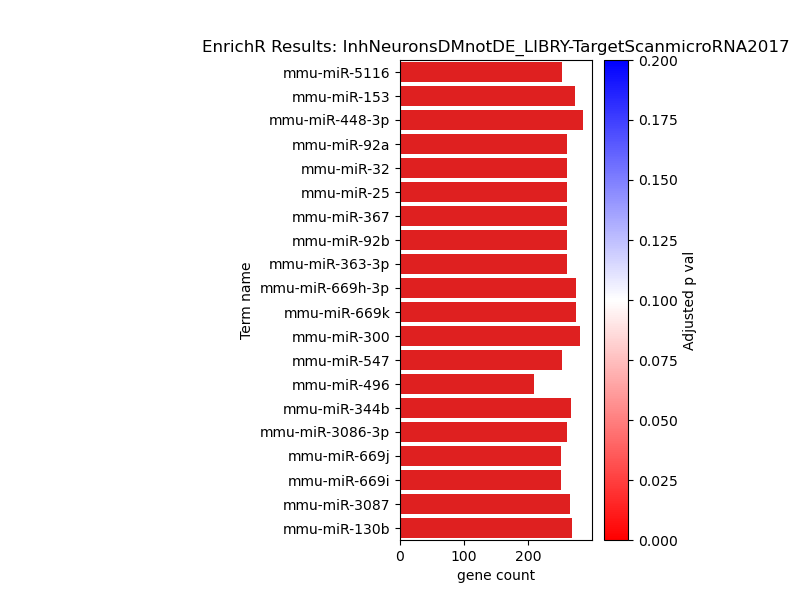 EnrichR Results: InhNeuronsDMnotDE_LIBRY-TargetScanmicroRNA2017
Term name
mmu-miR-5116
mmu-miR-153
mmu-miR-448-3p
mmu-miR-92a
mmu-miR-32
mmu-miR-25
mmu-miR-367
mmu-miR-92b
mmu-miR-363-3p
mmu-miR-669h-3p
mmu-miR-669k
mmu-miR-300
mmu-miR-547
mmu-miR-496
mmu-miR-344b
mmu-miR-3086-3p
mmu-miR-669j
mmu-miR-669i
mmu-miR-3087
mmu-miR-130b
0 100 200
gene count
0.200
0.175
0.150
0.125
0.100
0.075
0.050
0.025
0.000
Adjusted p val